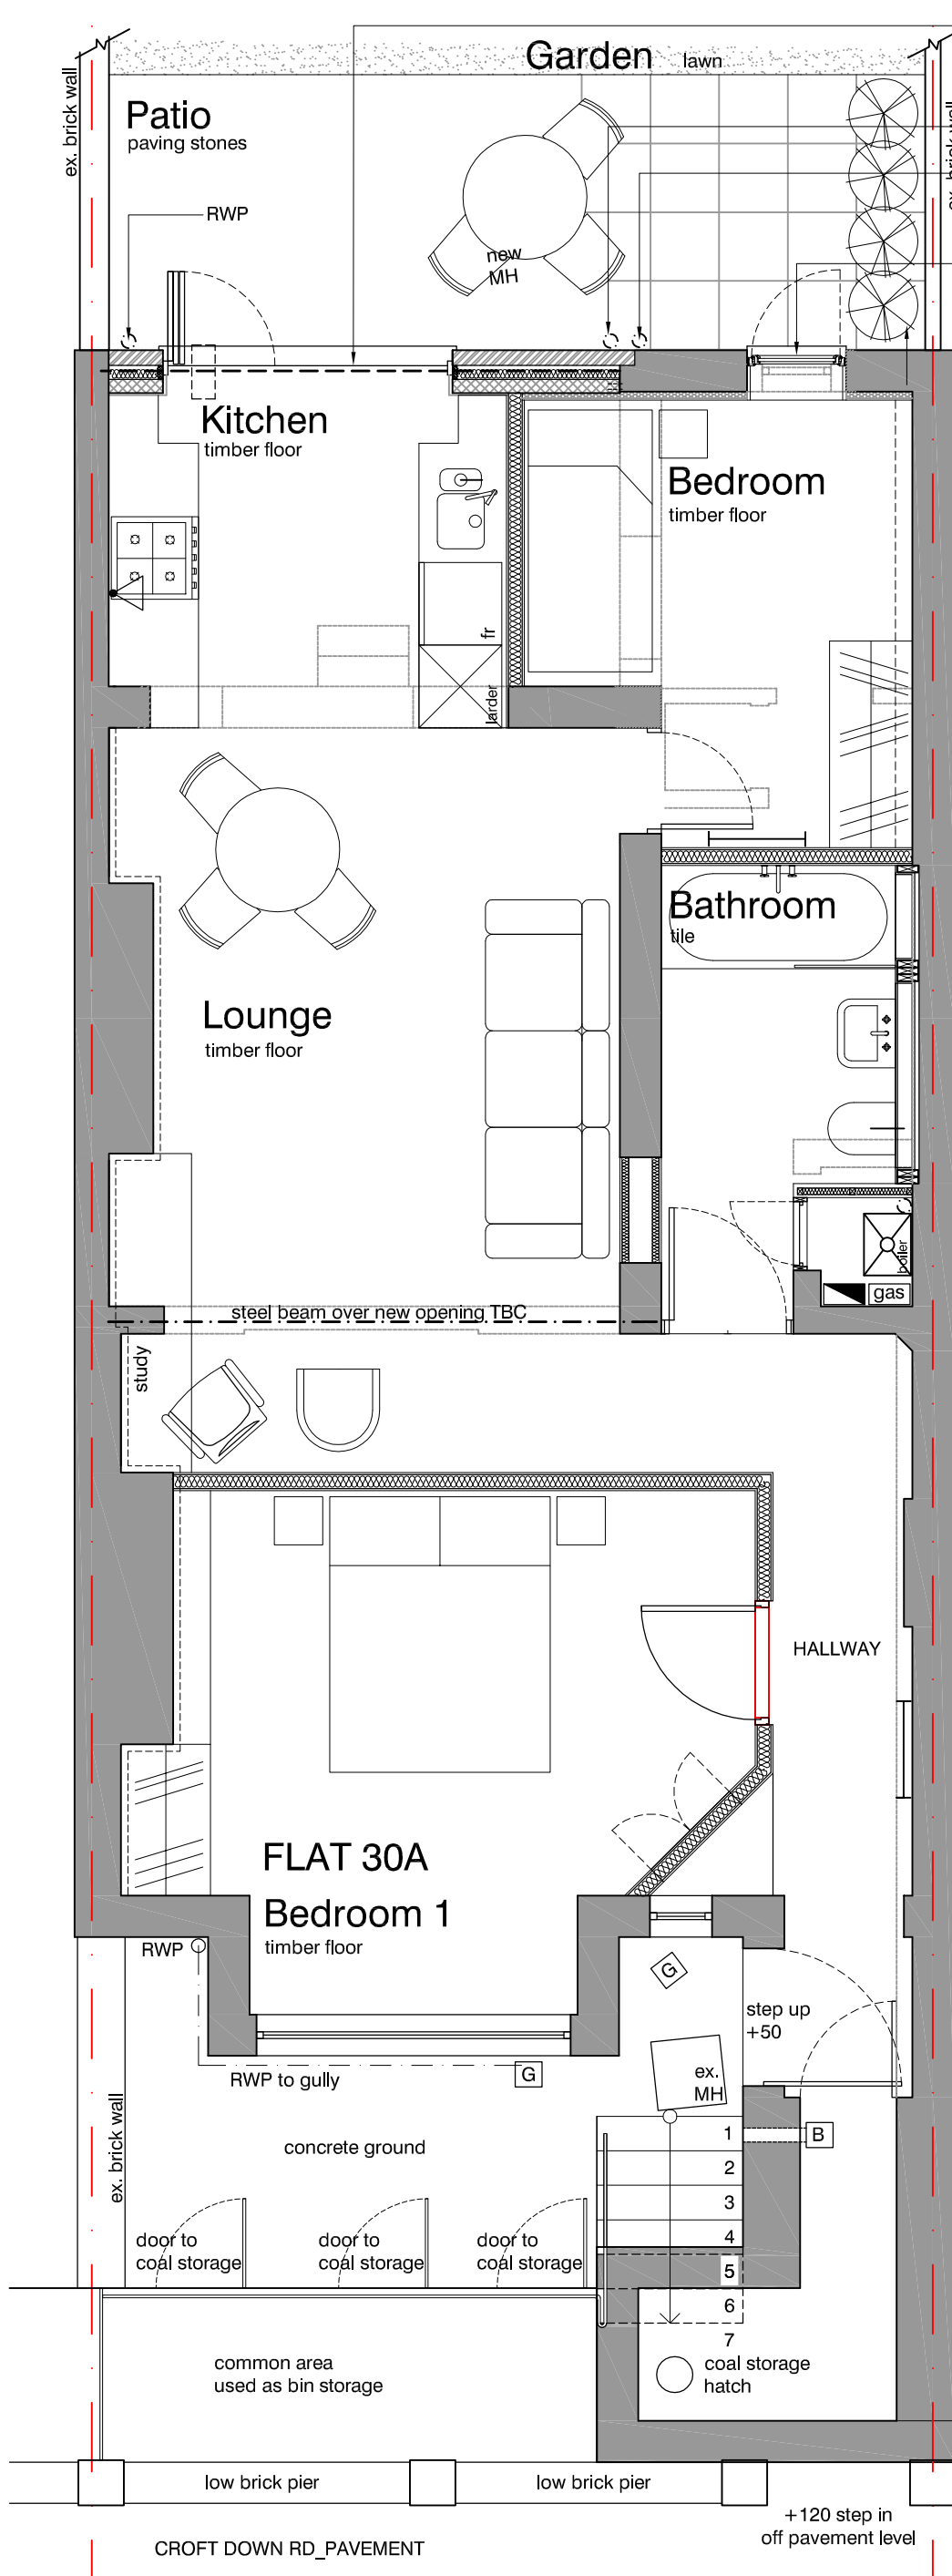 Garden
lawn
ex. brick wall
ex. brick wall
Patio
paving stones
RWP
new
MH
Kitchen
timber floor
Bedroom
timber floor
fr
larder
Bathroom
tile
Lounge
timber floor
boiler
gas
steel beam over new opening TBC
study
HALLWAY
FLAT 30A
Bedroom 1
timber floor
RWP
G
step up
+50
RWP to gully
G
ex.
MH
ex. brick wall
concrete ground
1
B
2
3
4
door to
coal storage
door to
coal storage
door to
coal storage
5
6
7
common area
used as bin storage
coal storage
hatch
low brick pier
low brick pier
+120 step in
off pavement level
CROFT DOWN RD_PAVEMENT